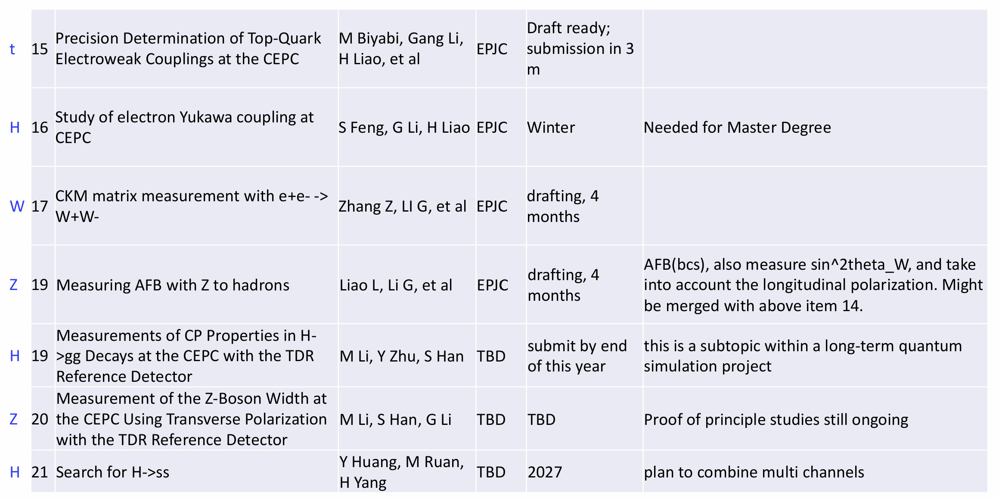 t
15
Precision Determination of Top-Quark
Electroweak Couplings at the CEPC
M Biyabi, Gang Li,
H Liao, et al
EPJC
Draft ready;
submission in 3
m
H
16
Study of electron Yukawa coupling at
CEPC
S Feng, G Li, H Liao
EPJC
Winter
Needed for Master Degree
W
17
CKM matrix measurement with e+e- ->
W+W-
Zhang Z, LI G, et al
EPJC
drafting, 4
months
Z
19
Measuring AFB with Z to hadrons
Liao L, Li G, et al
EPJC
drafting, 4
months
AFB(bcs), also measure sin^2theta_W, and take
into account the longitudinal polarization. Might
be merged with above item 14.
H
19
Measurements of CP Properties in H-
>gg Decays at the CEPC with the TDR
Reference Detector
M Li, Y Zhu, S Han
TBD
submit by end
of this year
this is a subtopic within a long-term quantum
simulation project
Z
20
Measurement of the Z-Boson Width at
the CEPC Using Transverse Polarization
with the TDR Reference Detector
M Li, S Han, G Li
TBD
TBD
Proof of principle studies still ongoing
H
21
Search for H->ss
Y Huang, M Ruan,
H Yang
TBD
2027
plan to combine multi channels